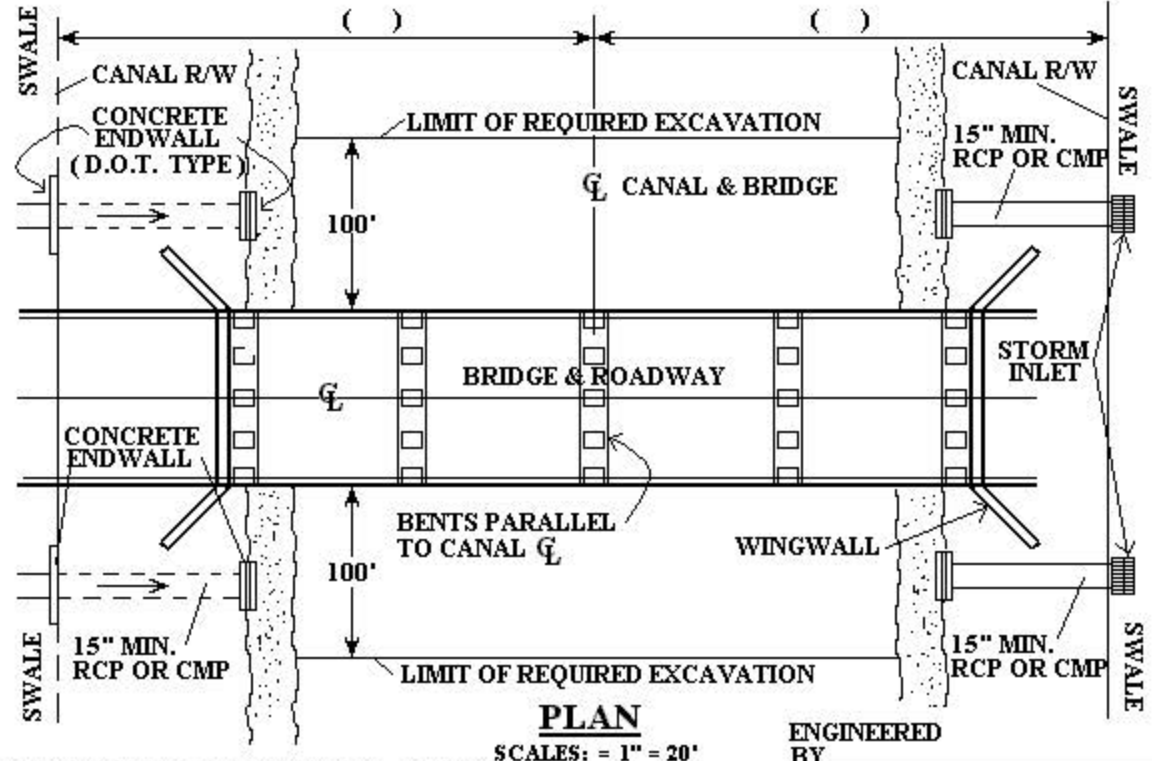 SWALE
(    )
(    )
CANAL R/W
CANAL R/W
SWALE
CONCRETE
ENDWALL
(D.O.T. TYPE)
LIMIT OF REQUIRED EXCAVATION
15" MIN.
RCP OR CMP
℄ CANAL & BRIDGE
100'
STORM
INLET
BRIDGE & ROADWAY
℄
CONCRETE
ENDWALL
BENTS PARALLEL
TO CANAL ℄
WINGWALL
100'
SWALE
15" MIN.
RCP OR CMP
15" MIN.
RCP OR CMP
SWALE
LIMIT OF REQUIRED EXCAVATION
PLAN
SCALES: = 1" = 20'
ENGINEERED
BY